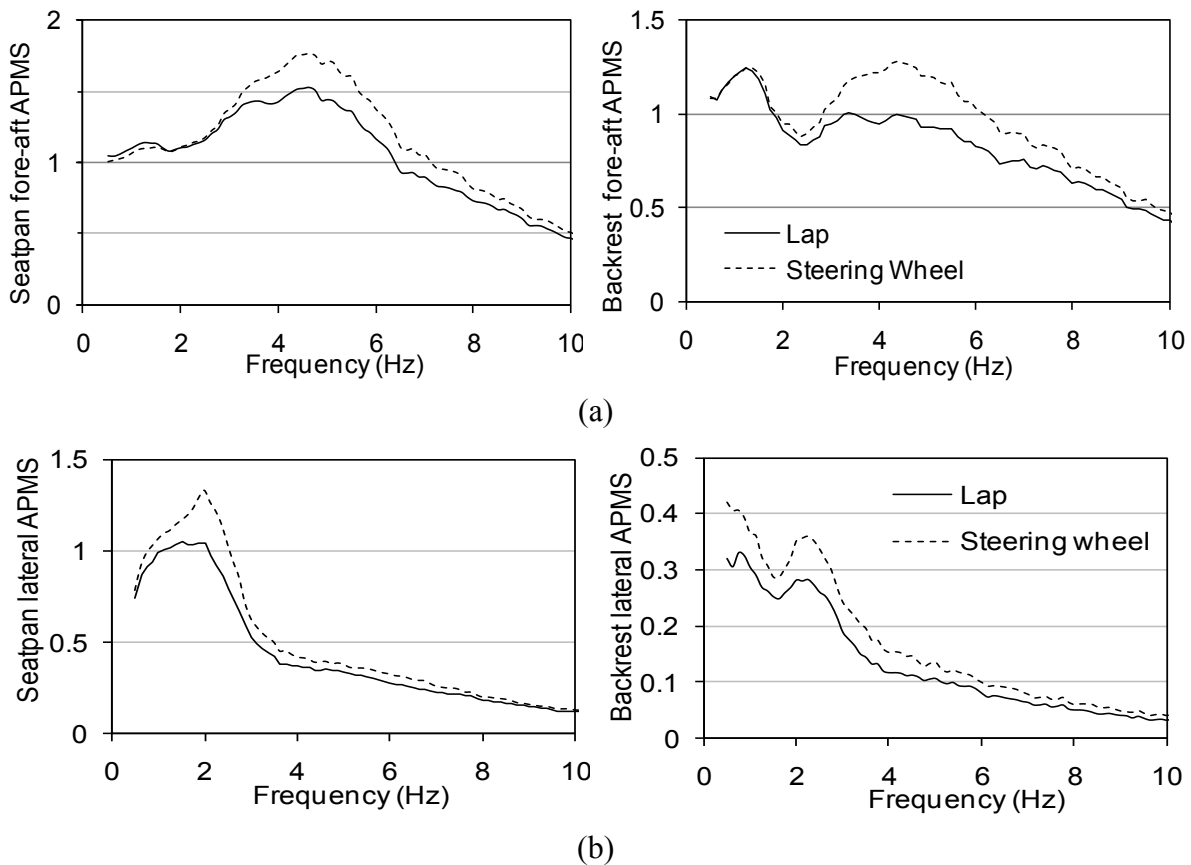 Seatpan fore-aft APMS
2
1.5
1
0.5
0
0 2 4 6 8 10
Frequency (Hz)
Backrest fore-aft APMS
1.5
1
0.5
0
Lap
Steering Wheel
0 2 4 6 8 10
Frequency (Hz)
(a)
Seatpan lateral APMS
1.5
1
0.5
0
0 2 4 6 8 10
Frequency (Hz)
Backrest lateral APMS
0.5
0.4
0.3
0.2
0.1
0
Lap
Steering wheel
0 2 4 6 8 10
Frequency (Hz)
(b)